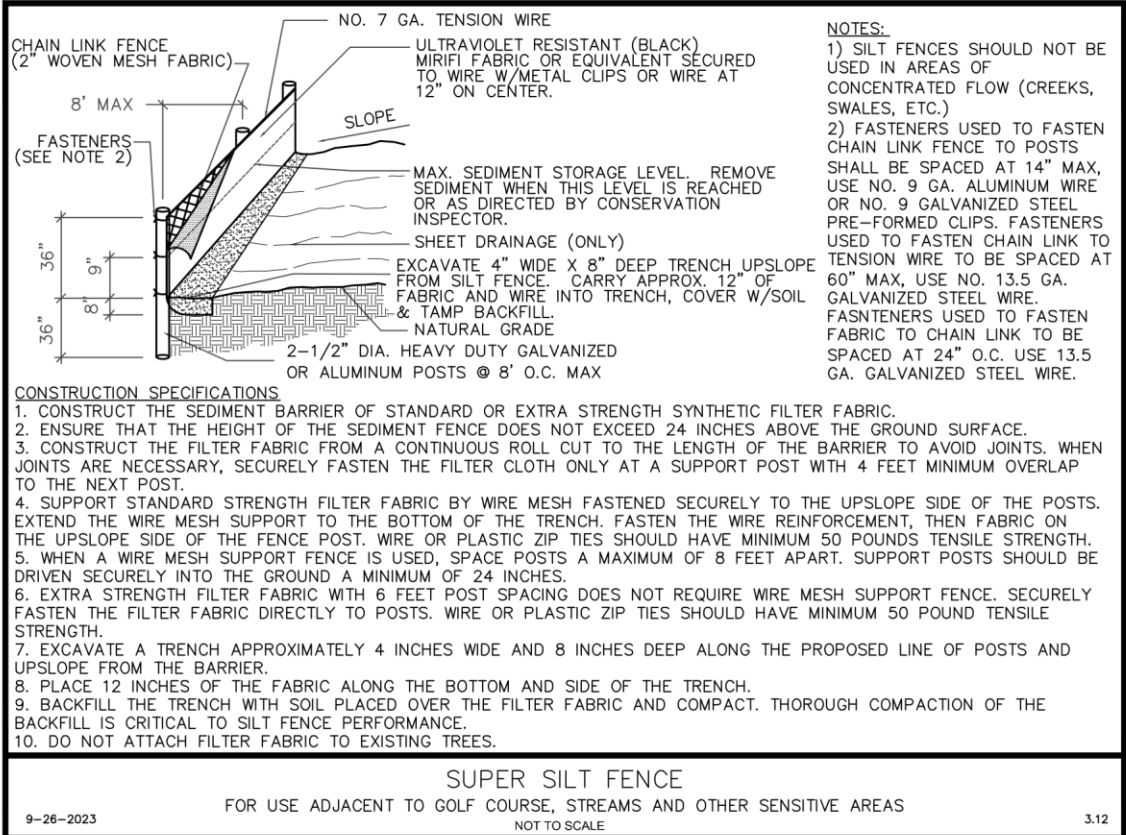 NO. 7 GA. TENSION WIRE
CHAIN LINK FENCE
(2" WOVEN MESH FABRIC)
ULTRAVIOLET RESISTANT (BLACK)
MIRIFI FABRIC OR EQUIVALENT SECURED
TO WIRE W/METAL CLIPS OR WIRE AT
12" ON CENTER.
8' MAX
SLOPE
FASTENERS
(SEE NOTE 2)
MAX. SEDIMENT STORAGE LEVEL. REMOVE
SEDIMENT WHEN THIS LEVEL IS REACHED
OR AS DIRECTED BY CONSERVATION
INSPECTOR.
SHEET DRAINAGE (ONLY)
36"
9"
8"
36"
EXCAVATE 4" WIDE X 8" DEEP TRENCH UPSLOPE
FROM SILT FENCE. CARRY APPROX. 12" OF
FABRIC AND WIRE INTO TRENCH, COVER W/SOIL
& TAMP BACKFILL.
NATURAL GRADE
2-1/2" DIA. HEAVY DUTY GALVANIZED
OR ALUMINUM POSTS @ 8' O.C. MAX
NOTES:
1) SILT FENCES SHOULD NOT BE
USED IN AREAS OF
CONCENTRATED FLOW (CREEKS,
SWALES, ETC.)
2) FASTENERS USED TO FASTEN
CHAIN LINK FENCE TO POSTS
SHALL BE SPACED AT 14" MAX,
USE NO. 9 GA. ALUMINUM WIRE
OR NO. 9 GALVANIZED STEEL
PRE-FORMED CLIPS. FASTENERS
USED TO FASTEN CHAIN LINK TO
TENSION WIRE TO BE SPACED AT
60" MAX, USE NO. 13.5 GA.
GALVANIZED STEEL WIRE.
FASNTENERS USED TO FASTEN
FABRIC TO CHAIN LINK TO BE
SPACED AT 24" O.C. USE 13.5
GA. GALVANIZED STEEL WIRE.
CONSTRUCTION SPECIFICATIONS
1. CONSTRUCT THE SEDIMENT BARRIER OF STANDARD OR EXTRA STRENGTH SYNTHETIC FILTER FABRIC.
2. ENSURE THAT THE HEIGHT OF THE SEDIMENT FENCE DOES NOT EXCEED 24 INCHES ABOVE THE GROUND SURFACE.
3. CONSTRUCT THE FILTER FABRIC FROM A CONTINUOUS ROLL CUT TO THE LENGTH OF THE BARRIER TO AVOID JOINTS. WHEN
JOINTS ARE NECESSARY, SECURELY FASTEN THE FILTER CLOTH ONLY AT A SUPPORT POST WITH 4 FEET MINIMUM OVERLAP
TO THE NEXT POST.
4. SUPPORT STANDARD STRENGTH FILTER FABRIC BY WIRE MESH FASTENED SECURELY TO THE UPSLOPE SIDE OF THE POSTS.
EXTEND THE WIRE MESH SUPPORT TO THE BOTTOM OF THE TRENCH. FASTEN THE WIRE REINFORCEMENT, THEN FABRIC ON
THE UPSLOPE SIDE OF THE FENCE POST. WIRE OR PLASTIC ZIP TIES SHOULD HAVE MINIMUM 50 POUNDS TENSILE STRENGTH.
5. WHEN A WIRE MESH SUPPORT FENCE IS USED, SPACE POSTS A MAXIMUM OF 8 FEET APART. SUPPORT POSTS SHOULD BE
DRIVEN SECURELY INTO THE GROUND A MINIMUM OF 24 INCHES.
6. EXTRA STRENGTH FILTER FABRIC WITH 6 FEET POST SPACING DOES NOT REQUIRE WIRE MESH SUPPORT FENCE. SECURELY
FASTEN THE FILTER FABRIC DIRECTLY TO POSTS. WIRE OR PLASTIC ZIP TIES SHOULD HAVE MINIMUM 50 POUND TENSILE
STRENGTH.
7. EXCAVATE A TRENCH APPROXIMATELY 4 INCHES WIDE AND 8 INCHES DEEP ALONG THE PROPOSED LINE OF POSTS AND
UPSLOPE FROM THE BARRIER.
8. PLACE 12 INCHES OF THE FABRIC ALONG THE BOTTOM AND SIDE OF THE TRENCH.
9. BACKFILL THE TRENCH WITH SOIL PLACED OVER THE FILTER FABRIC AND COMPACT. THOROUGH COMPACTION OF THE
BACKFILL IS CRITICAL TO SILT FENCE PERFORMANCE.
10. DO NOT ATTACH FILTER FABRIC TO EXISTING TREES.
SUPER SILT FENCE
FOR USE ADJACENT TO GOLF COURSE, STREAMS AND OTHER SENSITIVE AREAS
NOT TO SCALE
9-26-2023
3.12